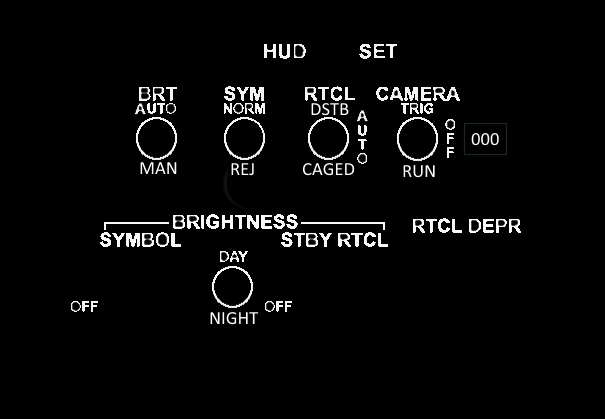 HUD SET
BRT SYM RTCL CAMERA
AUTO NORM DSTB TRIG
AUTO OFF 000
MAN REJ CAGED RUN
BRIGHTNESS
SYMBOL STBY RTCL RTCL DEPR
DAY
OFF OFF
NIGHT